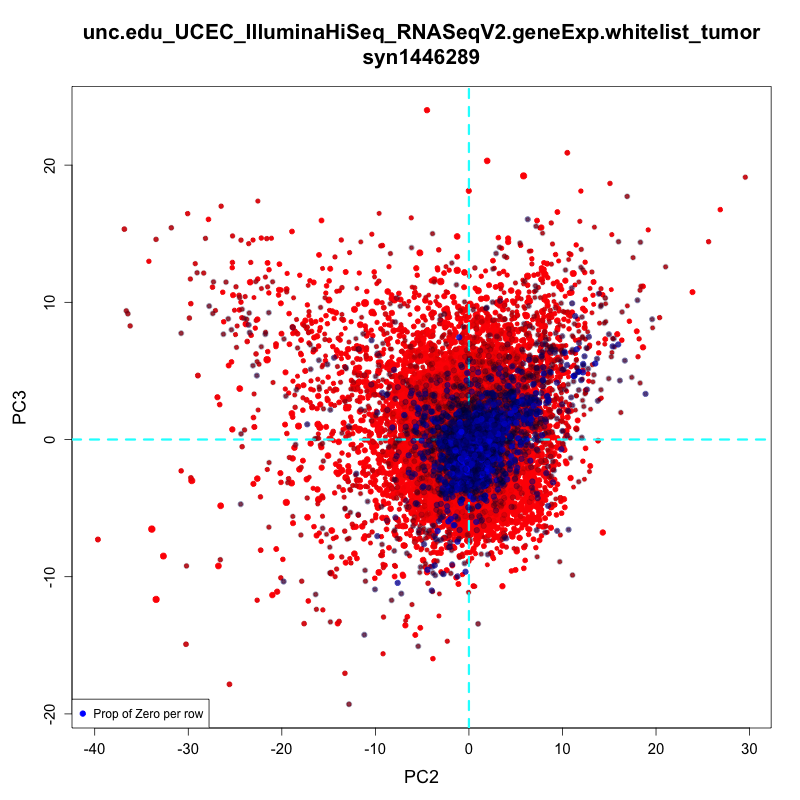 unc.edu_UCEC_IlluminaHiSeq_RNASeqV2.geneExp.whitelist_tumor
syn1446289
PC3
20
10
0
-10
-20
Prop of Zero per row
-40 -30 -20 -10 0 10 20 30
PC2